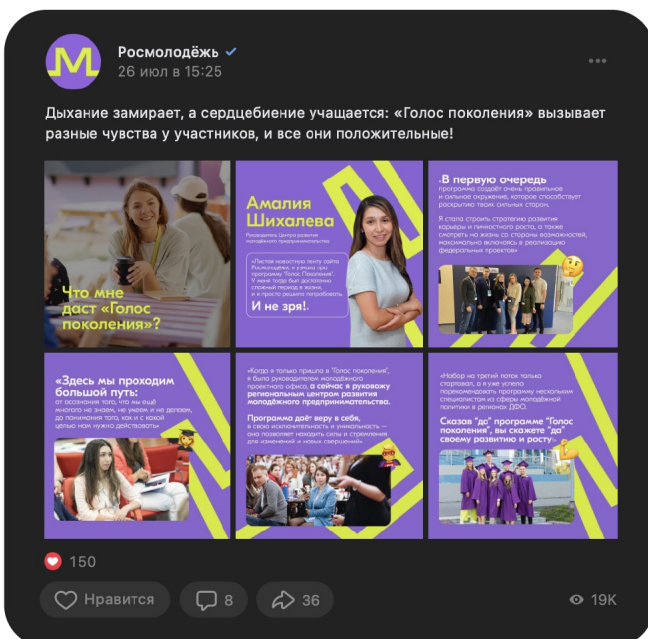 Росмолодёжь
26 июл в 15:25
Дыхание замирает, а сердцебиение учащается: «Голос поколения» вызывает
разные чувства у участников, и все они положительные!
Что мне
даст «Голос
поколения»?
Амалия
Шихалева
Руководитель Центра развития
молодёжного предпринимательства
«Листая новостную ленту сайта
Росмолодёжи, я узнала про
программу "Голос Поколения".
У меня тогда был достаточно
сложный период в жизни,
и я просто решила попробовать.
И не зря!»
«В первую очередь
программа создаёт очень правильное
и сильное окружение, которое способствует
раскрытию твоих сильных сторон.
Я стала строить стратегию развития
карьеры и личностного роста, а также
смотреть на жизнь со стороны возможностей,
максимально включаясь в реализацию
федеральных проектов»
«Здесь мы проходим
большой путь:
от осознания того, что мы ещё
многого не знаем, не умеем и не делаем,
до понимания того, как и с какой
целью нам нужно действовать»
«Когда я только пришла в "Голос поколения",
я была руководителем молодёжного
проектного офиса, а сейчас я руковожу
региональным центром развития
молодёжного предпринимательства.
Программа даёт веру в себя,
в свою исключительность и уникальность —
она позволяет находить силы и стремления
для изменений и новых свершений»
«Набор на третий поток только
стартовал, а я уже успела
порекомендовать программу нескольким
специалистам из сферы молодёжной
политики в регионах ДФО.
Сказав "да" программе "Голос
поколения", вы скажете "да"
своему развитию и росту»
150
Нравится
8
36
19K